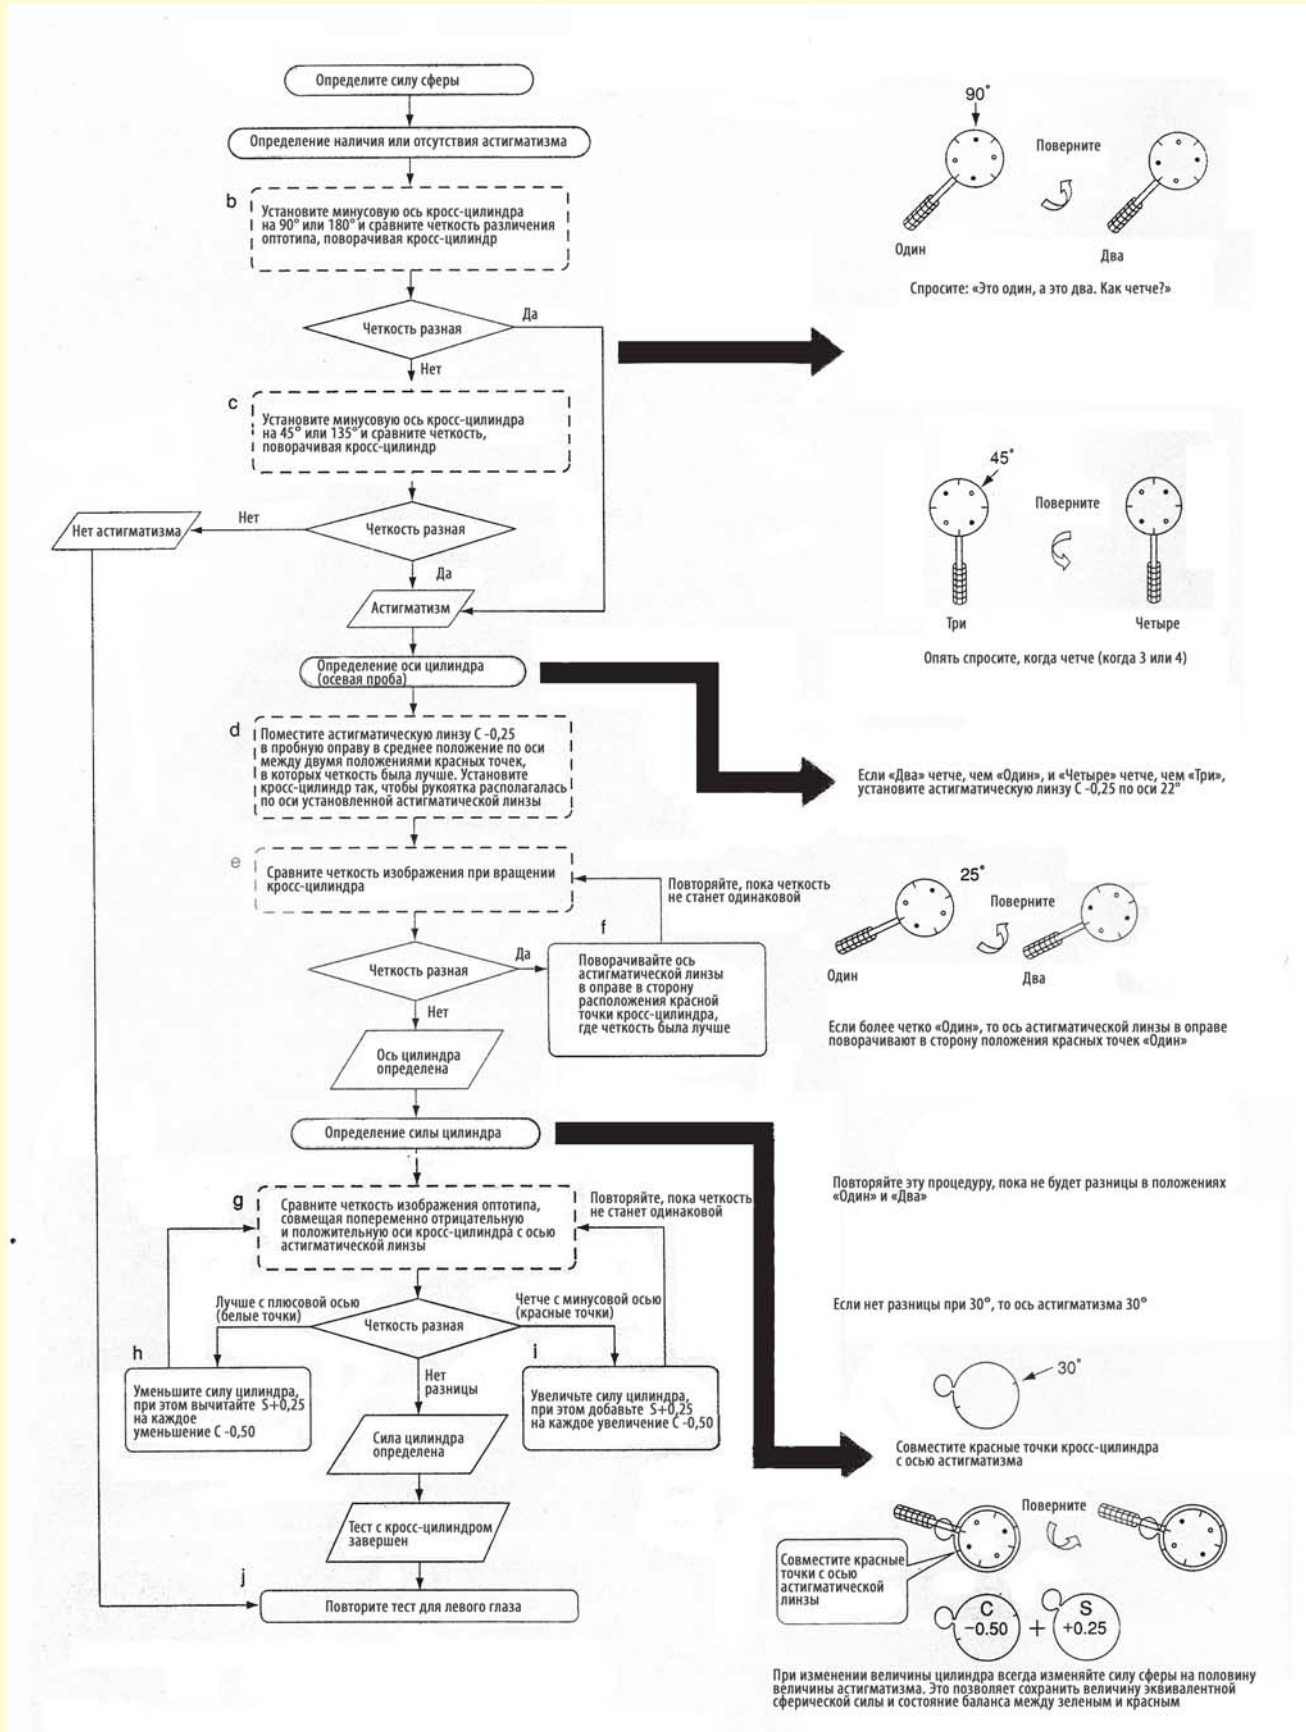 Определите силу сферы
Определение наличия или отсутствия астигматизма
b
Установите минусовую ось кросс-цилиндра
на 90° или 180° и сравните четкость различения
оптотипа, поворачивая кросс-цилиндр
Четкость разная
Да
Нет
c
Установите минусовую ось кросс-цилиндра
на 45° или 135° и сравните четкость,
поворачивая кросс-цилиндр
Четкость разная
Нет
Нет астигматизма
Да
Астигматизм
Определение оси цилиндра
(осевая проба)
d
Поместите астигматическую линзу С -0,25
в пробную оправу в среднее положение по оси
между двумя положениями красных точек,
в которых четкость была лучше. Установите
кросс-цилиндр так, чтобы рукоятка располагалась
по оси установленной астигматической линзы
e
Сравните четкость изображения при вращении
кросс-цилиндра
Повторяйте, пока четкость
не станет одинаковой
Четкость разная
Да
Нет
f
Поворачивайте ось
астигматической линзы
в оправе в сторону
расположения красной
точки кросс-цилиндра,
где четкость была лучше
Ось цилиндра
определена
Определение силы цилиндра
g
Сравните четкость изображения оптотипа,
совмещая попеременно отрицательную
и положительную оси кросс-цилиндра с осью
астигматической линзы
Повторяйте, пока четкость
не станет одинаковой
Лучше с плюсовой осью
(белые точки)
Четкость разная
Четче с минусовой осью
(красные точки)
h
Уменьшите силу цилиндра,
при этом вычитайте S+0,25
на каждое
уменьшение С -0,50
Нет
разницы
i
Увеличьте силу цилиндра,
при этом добавьте S+0,25
на каждое увеличение С -0,50
Сила цилиндра
определена
Тест с кросс-цилиндром
завершен
j
Повторите тест для левого глаза
90°
Поверните
Один
Два
Спросите: «Это один, а это два. Как четче?»
45°
Поверните
Три
Четыре
Опять спросите, когда четче (когда 3 или 4)
Если «Два» четче, чем «Один», и «Четыре» четче, чем «Три»,
установите астигматическую линзу С -0,25 по оси 22°
25°
Поверните
Один
Два
Если более четко «Один», то ось астигматической линзы в оправе
поворачивают в сторону положения красных точек «Один»
Повторяйте эту процедуру, пока не будет разницы в положениях
«Один» и «Два»
Если нет разницы при 30°, то ось астигматизма 30°
30°
Совместите красные точки кросс-цилиндра
с осью астигматизма
Поверните
Совместите красные
точки с осью
астигматической
линзы
C
-0.50
+
S
+0.25
При изменении величины цилиндра всегда изменяйте силу сферы на половину
величины астигматизма. Это позволяет сохранить величину эквивалентной
сферической силы и состояние баланса между зеленым и красным